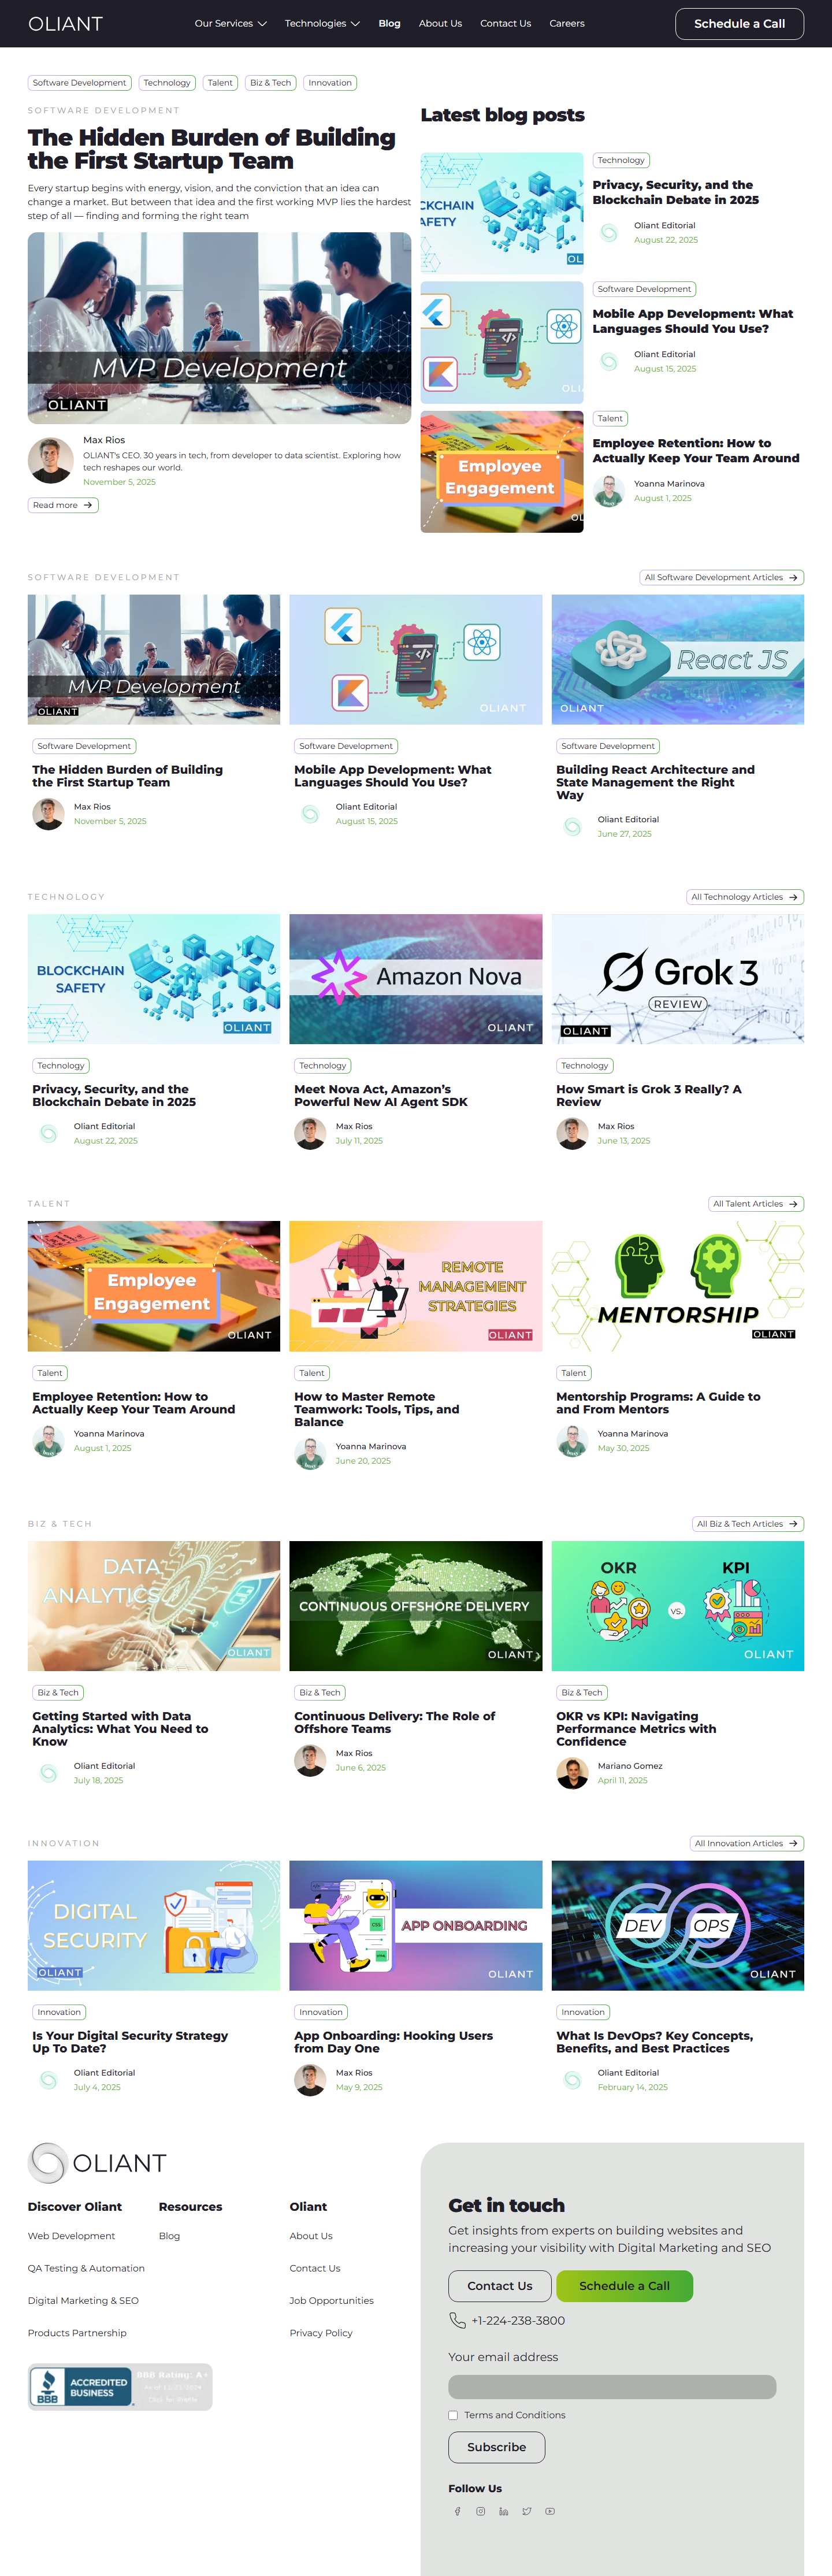 OLIANT
Our Services
Technologies
Blog
About Us
Contact Us
Careers
Schedule a Call
Software Development
Technology
Talent
Biz & Tech
Innovation
SOFTWARE DEVELOPMENT
The Hidden Burden of Building
the First Startup Team
Every startup begins with energy, vision, and the conviction that an idea can
change a market. But between that idea and the first working MVP lies the hardest
step of all — finding and forming the right team
MVP Development
OLIANT
Max Rios
OLIANT's CEO. 30 years in tech, from developer to data scientist. Exploring how
tech reshapes our world.
November 5, 2025
Read more
Latest blog posts
CKCHAIN
AFETY
OL
Technology
Privacy, Security, and the
Blockchain Debate in 2025
Oliant Editorial
August 22, 2025
OLI
Software Development
Mobile App Development: What
Languages Should You Use?
Oliant Editorial
August 15, 2025
Employee
Engagement
OL
Talent
Employee Retention: How to
Actually Keep Your Team Around
Yoanna Marinova
August 1, 2025
SOFTWARE DEVELOPMENT
All Software Development Articles
MVP Development
OLIANT
Software Development
The Hidden Burden of Building
the First Startup Team
Max Rios
November 5, 2025
OLIANT
Software Development
Mobile App Development: What
Languages Should You Use?
Oliant Editorial
August 15, 2025
React JS
OLIANT
Software Development
Building React Architecture and
State Management the Right
Way
Oliant Editorial
June 27, 2025
TECHNOLOGY
All Technology Articles
BLOCKCHAIN
SAFETY
OLIANT
Technology
Privacy, Security, and the
Blockchain Debate in 2025
Oliant Editorial
August 22, 2025
Amazon Nova
OLIANT
Technology
Meet Nova Act, Amazon’s
Powerful New AI Agent SDK
Max Rios
July 11, 2025
Grok 3
REVIEW
OLIANT
Technology
How Smart is Grok 3 Really? A
Review
Max Rios
June 13, 2025
TALENT
All Talent Articles
Employee
Engagement
OLIANT
Talent
Employee Retention: How to
Actually Keep Your Team Around
Yoanna Marinova
August 1, 2025
REMOTE
MANAGEMENT
STRATEGIES
OLIANT
Talent
How to Master Remote
Teamwork: Tools, Tips, and
Balance
Yoanna Marinova
June 20, 2025
MENTORSHIP
OLIANT
Talent
Mentorship Programs: A Guide to
and From Mentors
Yoanna Marinova
May 30, 2025
BIZ & TECH
All Biz & Tech Articles
DATA
ANALYTICS
OLIANT
Biz & Tech
Getting Started with Data
Analytics: What You Need to
Know
Oliant Editorial
July 18, 2025
CONTINUOUS OFFSHORE DELIVERY
OLIANT
Biz & Tech
Continuous Delivery: The Role of
Offshore Teams
Max Rios
June 6, 2025
OKR
VS.
KPI
OLIANT
Biz & Tech
OKR vs KPI: Navigating
Performance Metrics with
Confidence
Mariano Gomez
April 11, 2025
INNOVATION
All Innovation Articles
DIGITAL
SECURITY
OLIANT
Innovation
Is Your Digital Security Strategy
Up To Date?
Oliant Editorial
July 4, 2025
APP ONBOARDING
OLIANT
Innovation
App Onboarding: Hooking Users
from Day One
Max Rios
May 9, 2025
DEV OPS
OLIANT
Innovation
What Is DevOps? Key Concepts,
Benefits, and Best Practices
Oliant Editorial
February 14, 2025
OLIANT
Discover Oliant
Web Development
QA Testing & Automation
Digital Marketing & SEO
Products Partnership
Resources
Blog
Oliant
About Us
Contact Us
Job Opportunities
Privacy Policy
BBB
ACCREDITED
BUSINESS
BBB Rating: A+
Get in touch
Get insights from experts on building websites and
increasing your visibility with Digital Marketing and SEO
Contact Us
Schedule a Call
+1-224-238-3800
Your email address
Terms and Conditions
Subscribe
Follow Us